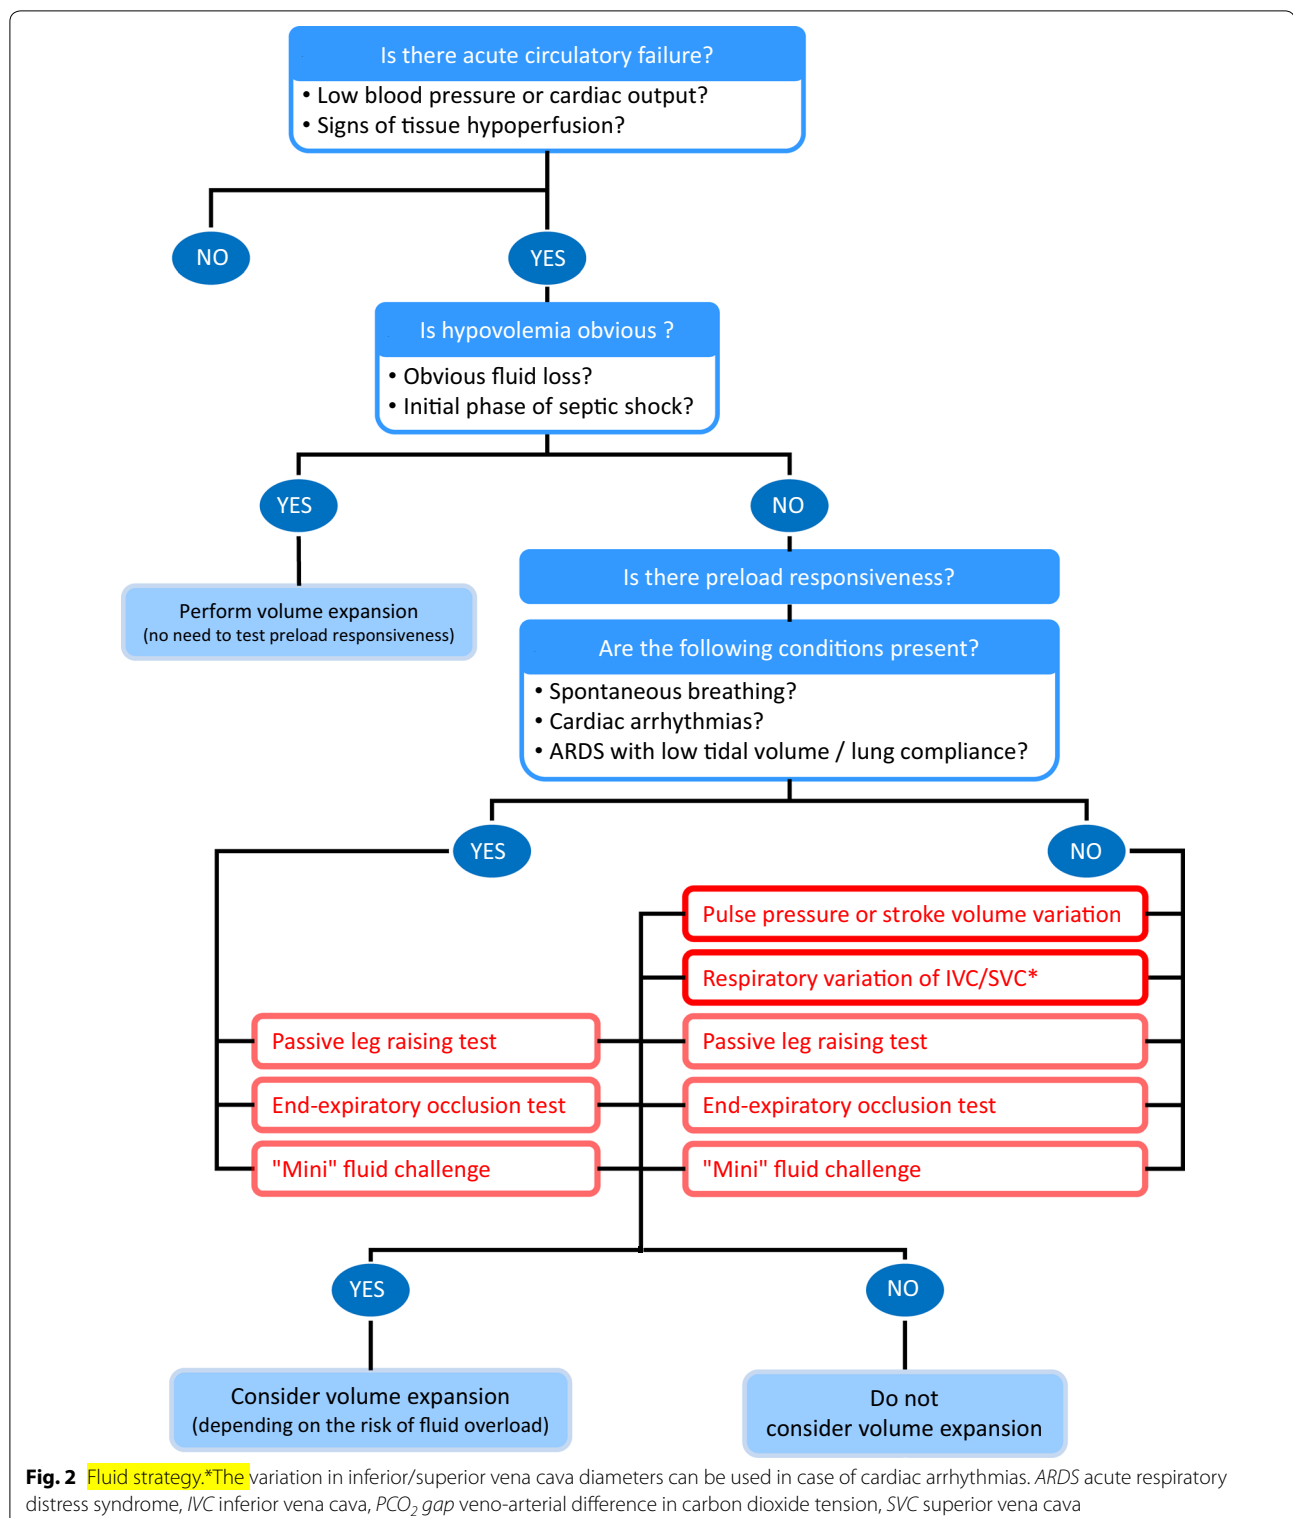 Is there acute circulatory failure?
• Low blood pressure or cardiac output?
• Signs of tissue hypoperfusion?
NO
YES
Is hypovolemia obvious ?
• Obvious fluid loss?
• Initial phase of septic shock?
YES
NO
Is there preload responsiveness?
Perform volume expansion
(no need to test preload responsiveness)
Are the following conditions present?
• Spontaneous breathing?
• Cardiac arrhythmias?
• ARDS with low tidal volume / lung compliance?
YES
NO
Pulse pressure or stroke volume variation
Respiratory variation of IVC/SVC*
Passive leg raising test
Passive leg raising test
End-expiratory occlusion test
End-expiratory occlusion test
"Mini" fluid challenge
"Mini" fluid challenge
YES
NO
Consider volume expansion
(depending on the risk of fluid overload)
Do not
consider volume expansion
Fig. 2 Fluid strategy.*The variation in inferior/superior vena cava diameters can be used in case of cardiac arrhythmias. ARDS acute respiratory
distress syndrome, IVC inferior vena cava, PCO₂ gap veno-arterial difference in carbon dioxide tension, SVC superior vena cava